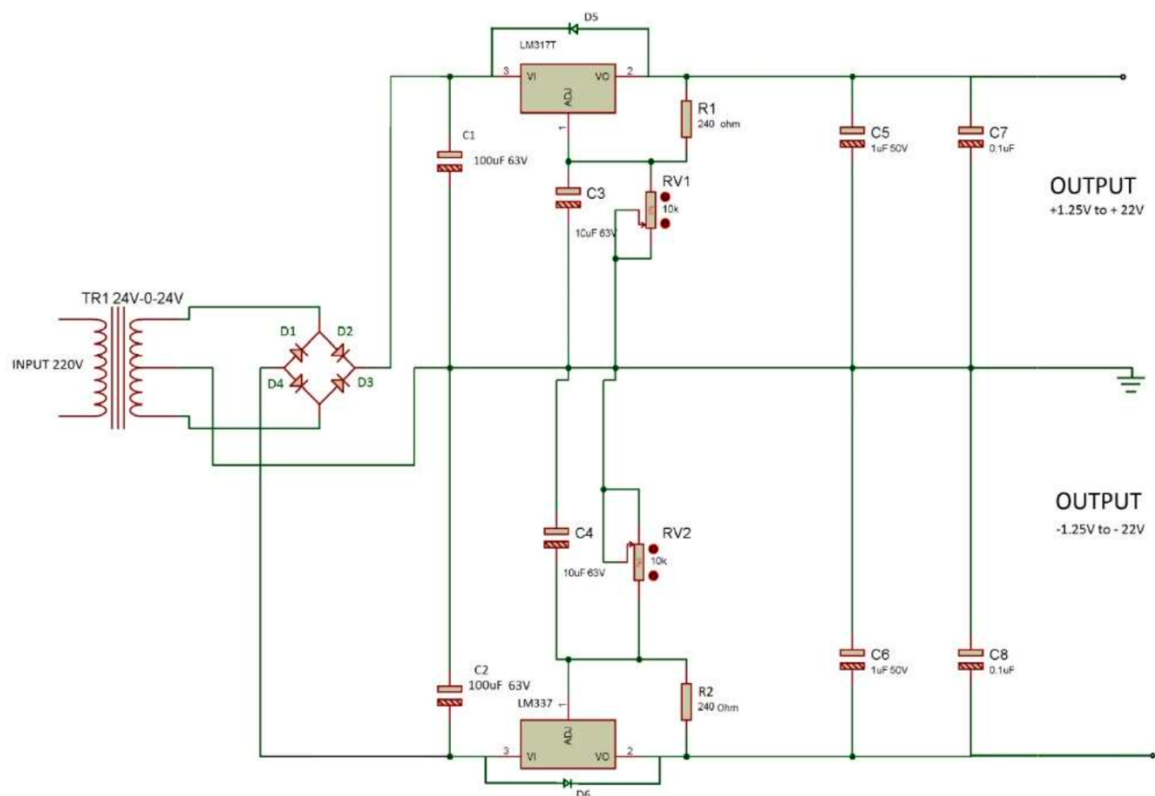 D5
LM317T
3
VI
VO
2
ADJ
1
R1
240 ohm
C1
100uF 63V
C3
10uF 63V
RV1
10k
C5
1uF 50V
C7
0.1uF
OUTPUT
+1.25V to + 22V
TR1 24V-0-24V
INPUT 220V
D1
D2
D4
D3
C4
10uF 63V
RV2
10k
OUTPUT
-1.25V to - 22V
C2
100uF 63V
LM337
1
ADJ
3
VI
VO
2
R2
240 Ohm
C6
1uF 50V
C8
0.1uF
D6